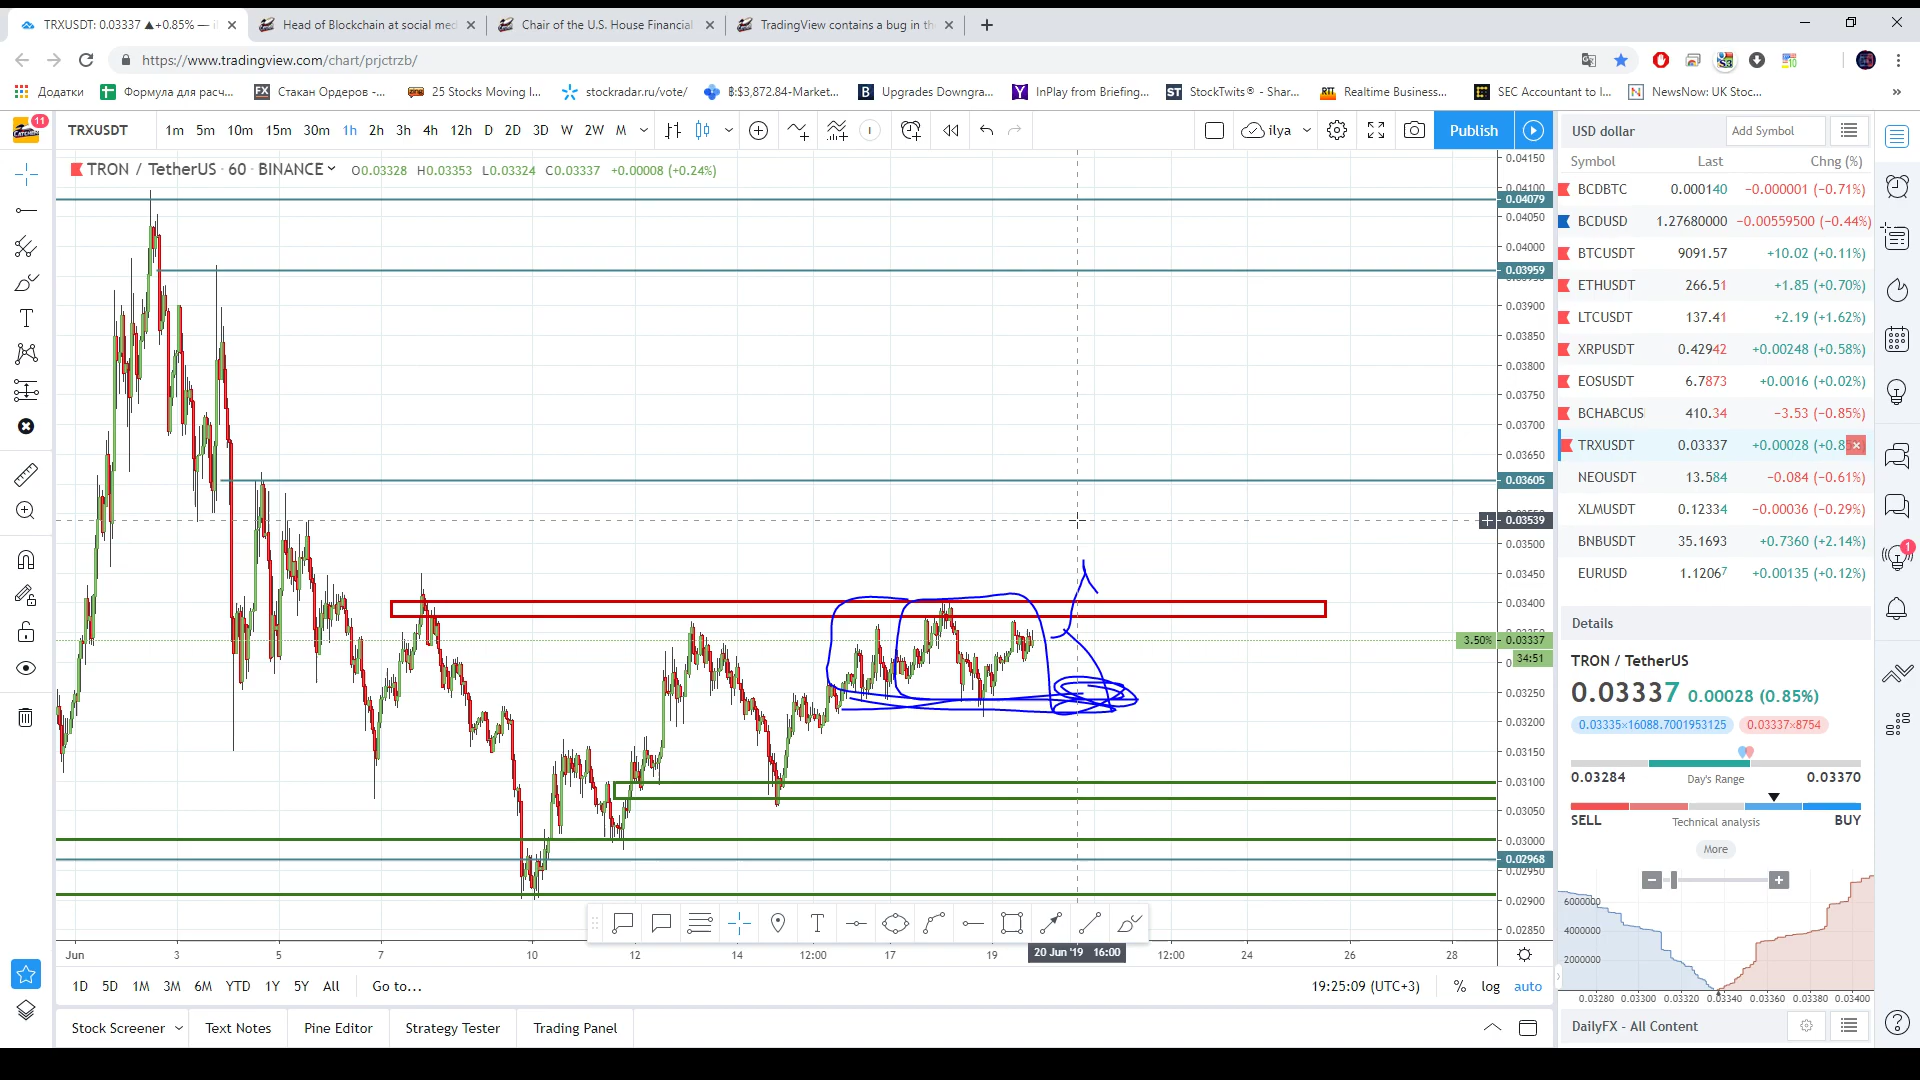 TRXUSDT: 0.03337 ▲+0.85% —
Head of Blockchain at social med
Chair of the U.S. House Financial
TradingView contains a bug in th
https://www.tradingview.com/chart/prjctrzb/
Додатки
Формула для расч...
Стакан Ордеров -...
25 Stocks Moving I...
stockradar.ru/vote/
₿:$3,872.84-Market...
Upgrades Downgra...
InPlay from Briefing...
StockTwits® - Shar...
Realtime Business...
SEC Accountant to I...
NewsNow: UK Stoc...
»
11
TRXUSDT
1m 5m 10m 15m 30m 1h 2h 3h 4h 12h D 2D 3D W 2W M
ilya
Publish
USD dollar
Add Symbol
TRON / TetherUS · 60 · BINANCE
O0.03328 H0.03353 L0.03324 C0.03337 +0.00008 (+0.24%)
Symbol Last Chng (%)
BCDBTC 0.000140 −0.000001 (−0.71%)
BCDUSD 1.27680000 −0.00559500 (−0.44%)
BTCUSDT 9091.57 +10.02 (+0.11%)
ETHUSDT 266.51 +1.85 (+0.70%)
LTCUSDT 137.41 +2.19 (+1.62%)
XRPUSDT 0.42942 +0.00248 (+0.58%)
EOSUSDT 6.7873 +0.0016 (+0.02%)
BCHABCUS 410.34 −3.53 (−0.85%)
TRXUSDT 0.03337 +0.00028 (+0.8
NEOUSDT 13.584 −0.084 (−0.61%)
XLMUSDT 0.12334 −0.00036 (−0.29%)
BNBUSDT 35.1693 +0.7360 (+2.14%)
EURUSD 1.12067 +0.00135 (+0.12%)
0.04150
0.04100
0.04079
0.04050
0.04000
0.03959
0.03900
0.03850
0.03800
0.03750
0.03700
0.03650
0.03605
0.03539
0.03500
0.03450
0.03400
3.50% 0.03337
34:51
0.03250
0.03200
0.03150
0.03100
0.03050
0.03000
0.02968
0.02950
0.02900
0.02850
Jun 3 5 7 10 12 14 12:00 17 19 20 Jun '19 16:00 12:00 24 26 28
1D 5D 1M 3M 6M YTD 1Y 5Y All Go to...
19:25:09 (UTC+3) % log auto
Stock Screener Text Notes Pine Editor Strategy Tester Trading Panel
1
Details
TRON / TetherUS
0.03337 0.00028 (0.85%)
0.03335×16088.7001953125 0.03337×8754
0.03284 Day's Range 0.03370
SELL Technical analysis BUY
More
6000000
4000000
2000000
0.03280 0.03300 0.03320 0.03340 0.03360 0.03380 0.03400
DailyFX - All Content